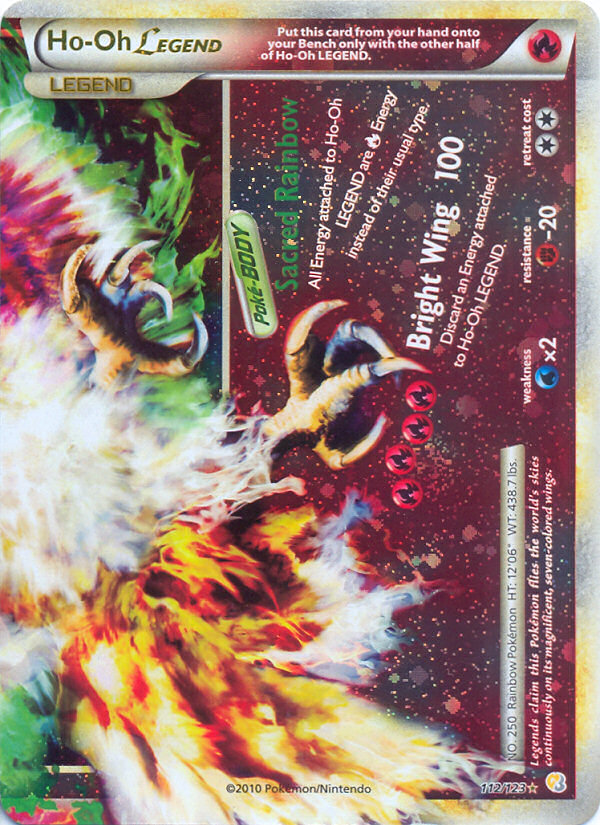 Ho-Oh LEGEND
Put this card from your hand onto
your Bench only with the other half
of Ho-Oh LEGEND.
LEGEND
Poké-BODY
Sacred Rainbow
All Energy attached to Ho-Oh
LEGEND are Energy
instead of their usual type.
Bright Wing 100
Discard an Energy attached
to Ho-Oh LEGEND.
weakness
×2
resistance
-20
retreat cost
NO. 250 Rainbow Pokémon HT: 12'06" WT: 438.7 lbs.
Legends claim this Pokémon flies the world's skies
continuously on its magnificent, seven-colored wings.
©2010 Pokémon/Nintendo
112/123